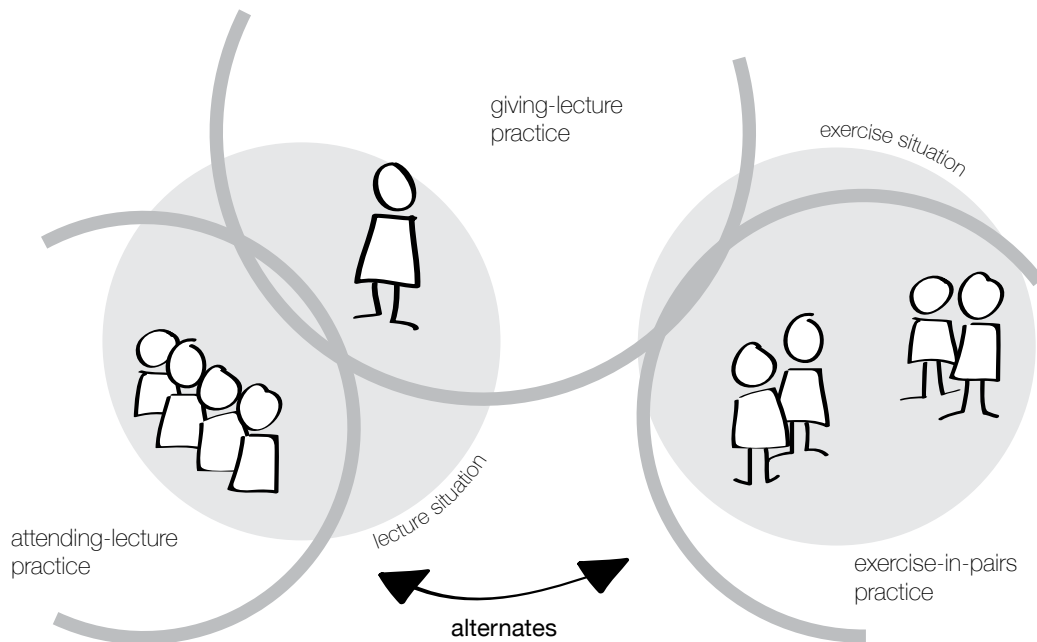 giving-lecture
practice
exercise situation
lecture situation
attending-lecture
practice
exercise-in-pairs
practice
alternates